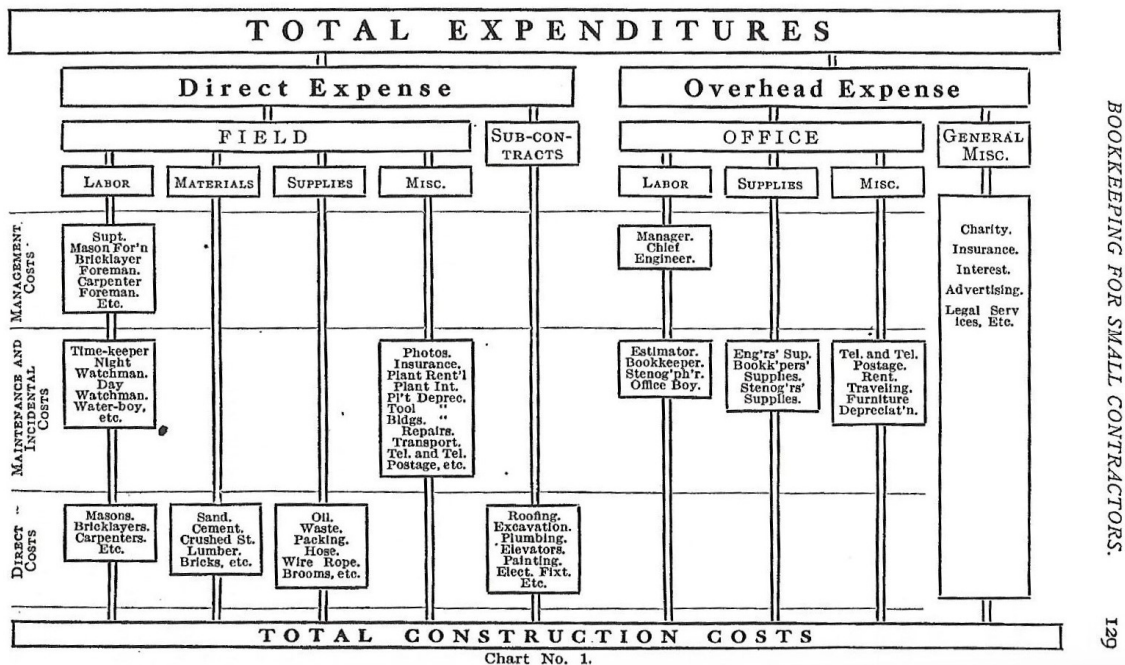 TOTAL EXPENDITURES
Direct Expense
Overhead Expense
FIELD
SUB-CON-
TRACTS
OFFICE
GENERAL
MISC.
LABOR
MATERIALS
SUPPLIES
MISC.
LABOR
SUPPLIES
MISC.
MANAGEMENT
COSTS
Supt.
Mason For'n
Bricklayer
Foreman.
Carpenter
Foreman.
Etc.
Manager.
Chief
Engineer.
Charity.
Insurance.
Interest.
Advertising.
Legal Serv
ices, Etc.
MAINTENANCE AND
INCIDENTAL
COSTS
Time-keeper
Night
Watchman.
Day
Watchman.
Water-boy,
etc.
Photos.
Insurance.
Plant Rent'l
Plant Int.
Pl't Deprec.
Tool "
Bldgs. "
Repairs.
Transport.
Tel. and Tel.
Postage, etc.
Estimator.
Bookkeeper.
Stenog'ph'r.
Office Boy.
Eng'rs' Sup.
Bookk'pers'
Supplies.
Stenog'rs'
Supplies.
Tel. and Tel.
Postage.
Rent.
Traveling.
Furniture
Depreciat'n.
DIRECT
COSTS
Masons.
Bricklayers.
Carpenters.
Etc.
Sand.
Cement.
Crushed St.
Lumber.
Bricks, etc.
Oil.
Waste.
Packing.
Hose.
Wire Rope.
Brooms, etc.
Roofing.
Excavation.
Plumbing.
Elevators.
Painting.
Elect. Fixt.
Etc.
TOTAL CONSTRUCTION COSTS
Chart No. 1.
BOOKKEEPING FOR SMALL CONTRACTORS.
129